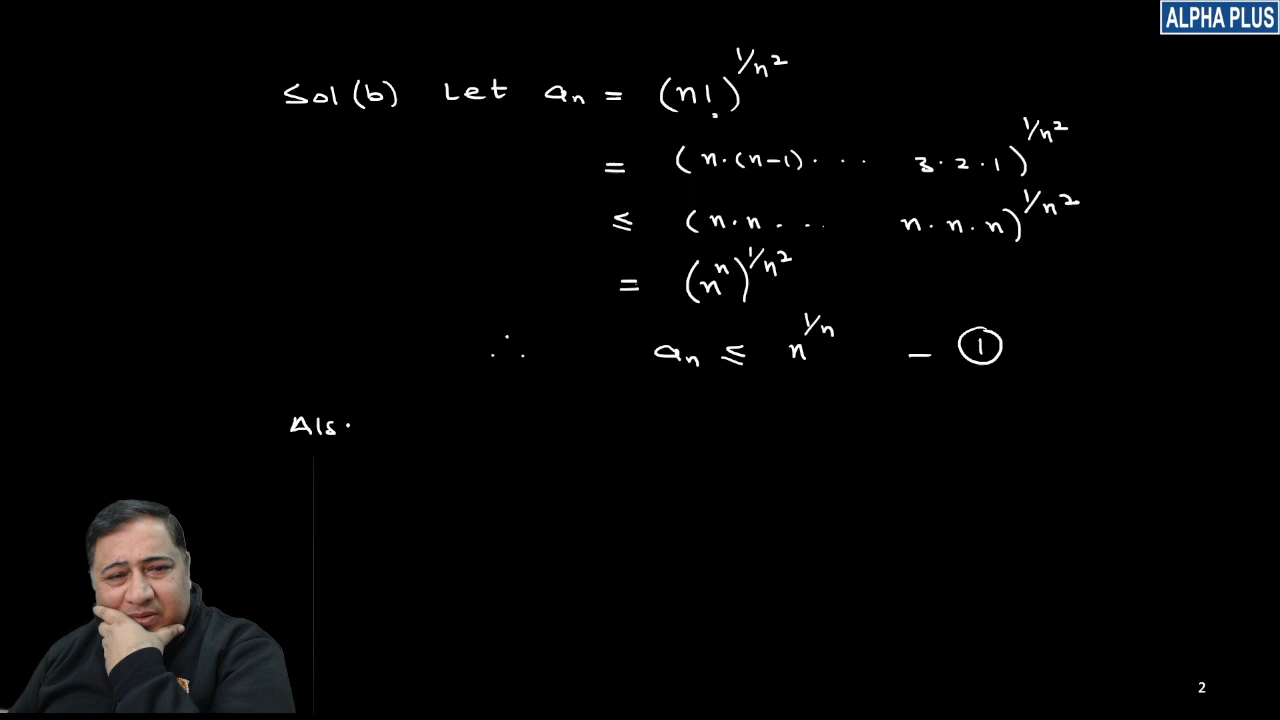 ALPHA PLUS
Sol (b) Let aₙ = (n!)^1/n²
= (n·(n-1)· ·· 3·2·1)^1/n²
≤ (n·n· ·· n·n·n)^1/n²
= (nⁿ)^1/n²
∴ aₙ ≤ n^1/n – ①
Als·
2